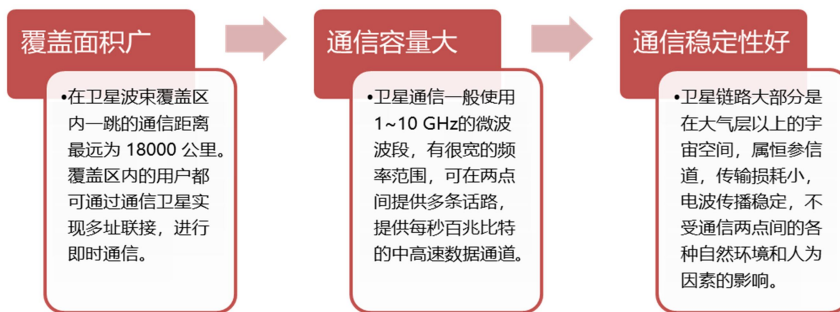 覆盖面积广
•在卫星波束覆盖区
内一跳的通信距离
最远为 18000 公里。
覆盖区内的用户都
可通过通信卫星实
现多址联接，进行
即时通信。
通信容量大
•卫星通信一般使用
1~10 GHz的微波
波段，有很宽的频
率范围，可在两点
间提供多条话路，
提供每秒百兆比特
的中高速数据通道。
通信稳定性好
•卫星链路大部分是
在大气层以上的宇
宙空间，属恒参信
道，传输损耗小，
电波传播稳定，不
受通信两点间的各
种自然环境和人为
因素的影响。